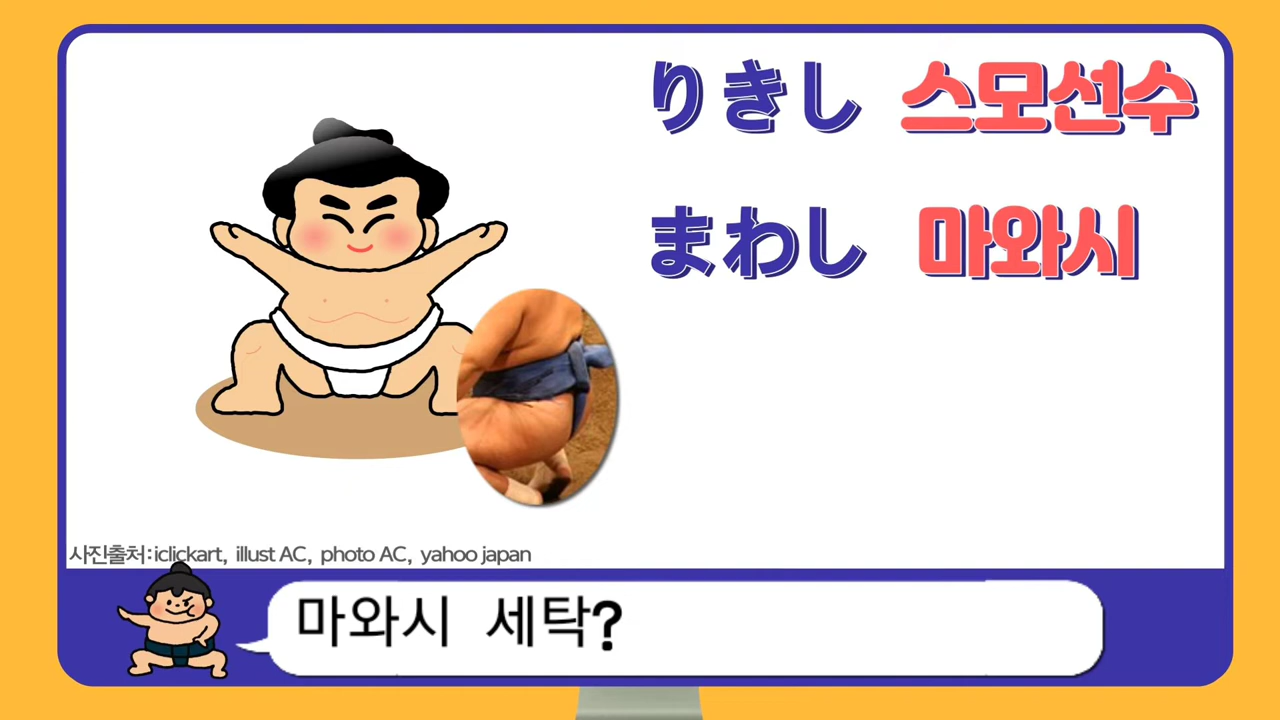 りきし 스모선수
まわし 마와시
사진출처:iclickart, illust AC, photo AC, yahoo japan
마와시 세탁?